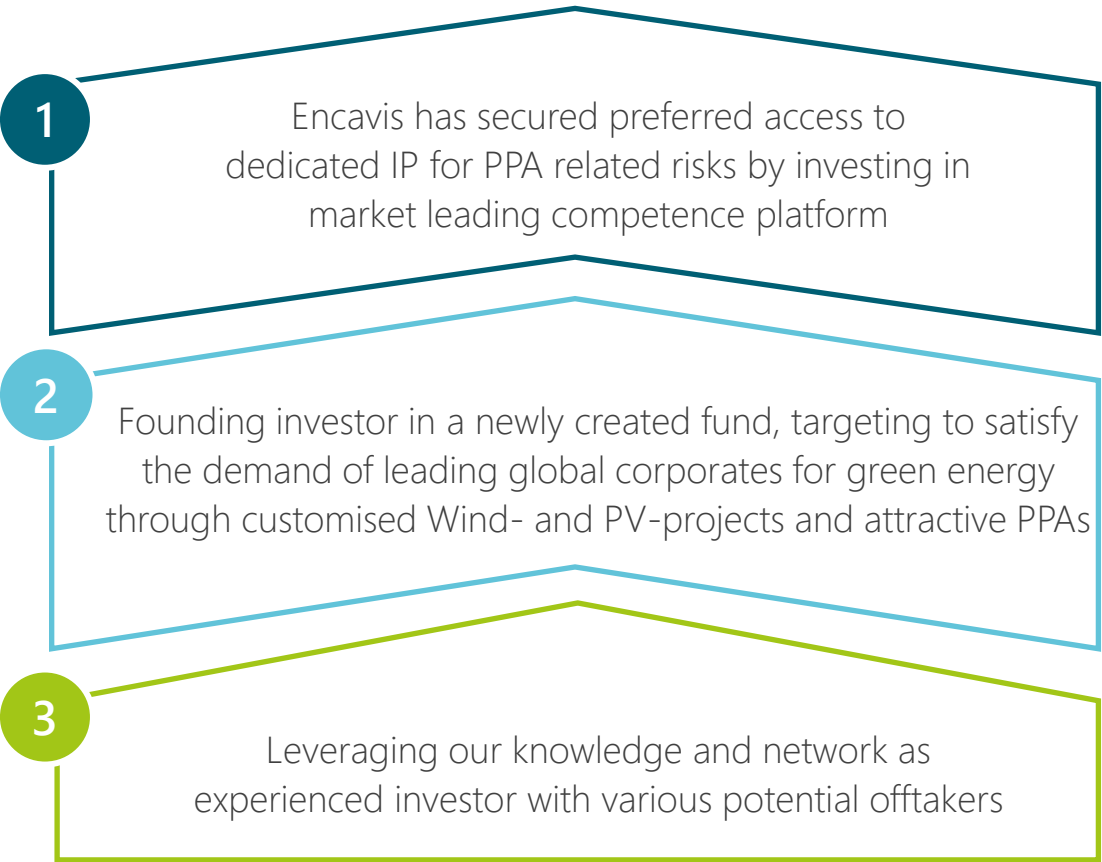 1
Encavis has secured preferred access to
dedicated IP for PPA related risks by investing in
market leading competence platform
2
Founding investor in a newly created fund, targeting to satisfy
the demand of leading global corporates for green energy
through customised Wind- and PV-projects and attractive PPAs
3
Leveraging our knowledge and network as
experienced investor with various potential offtakers